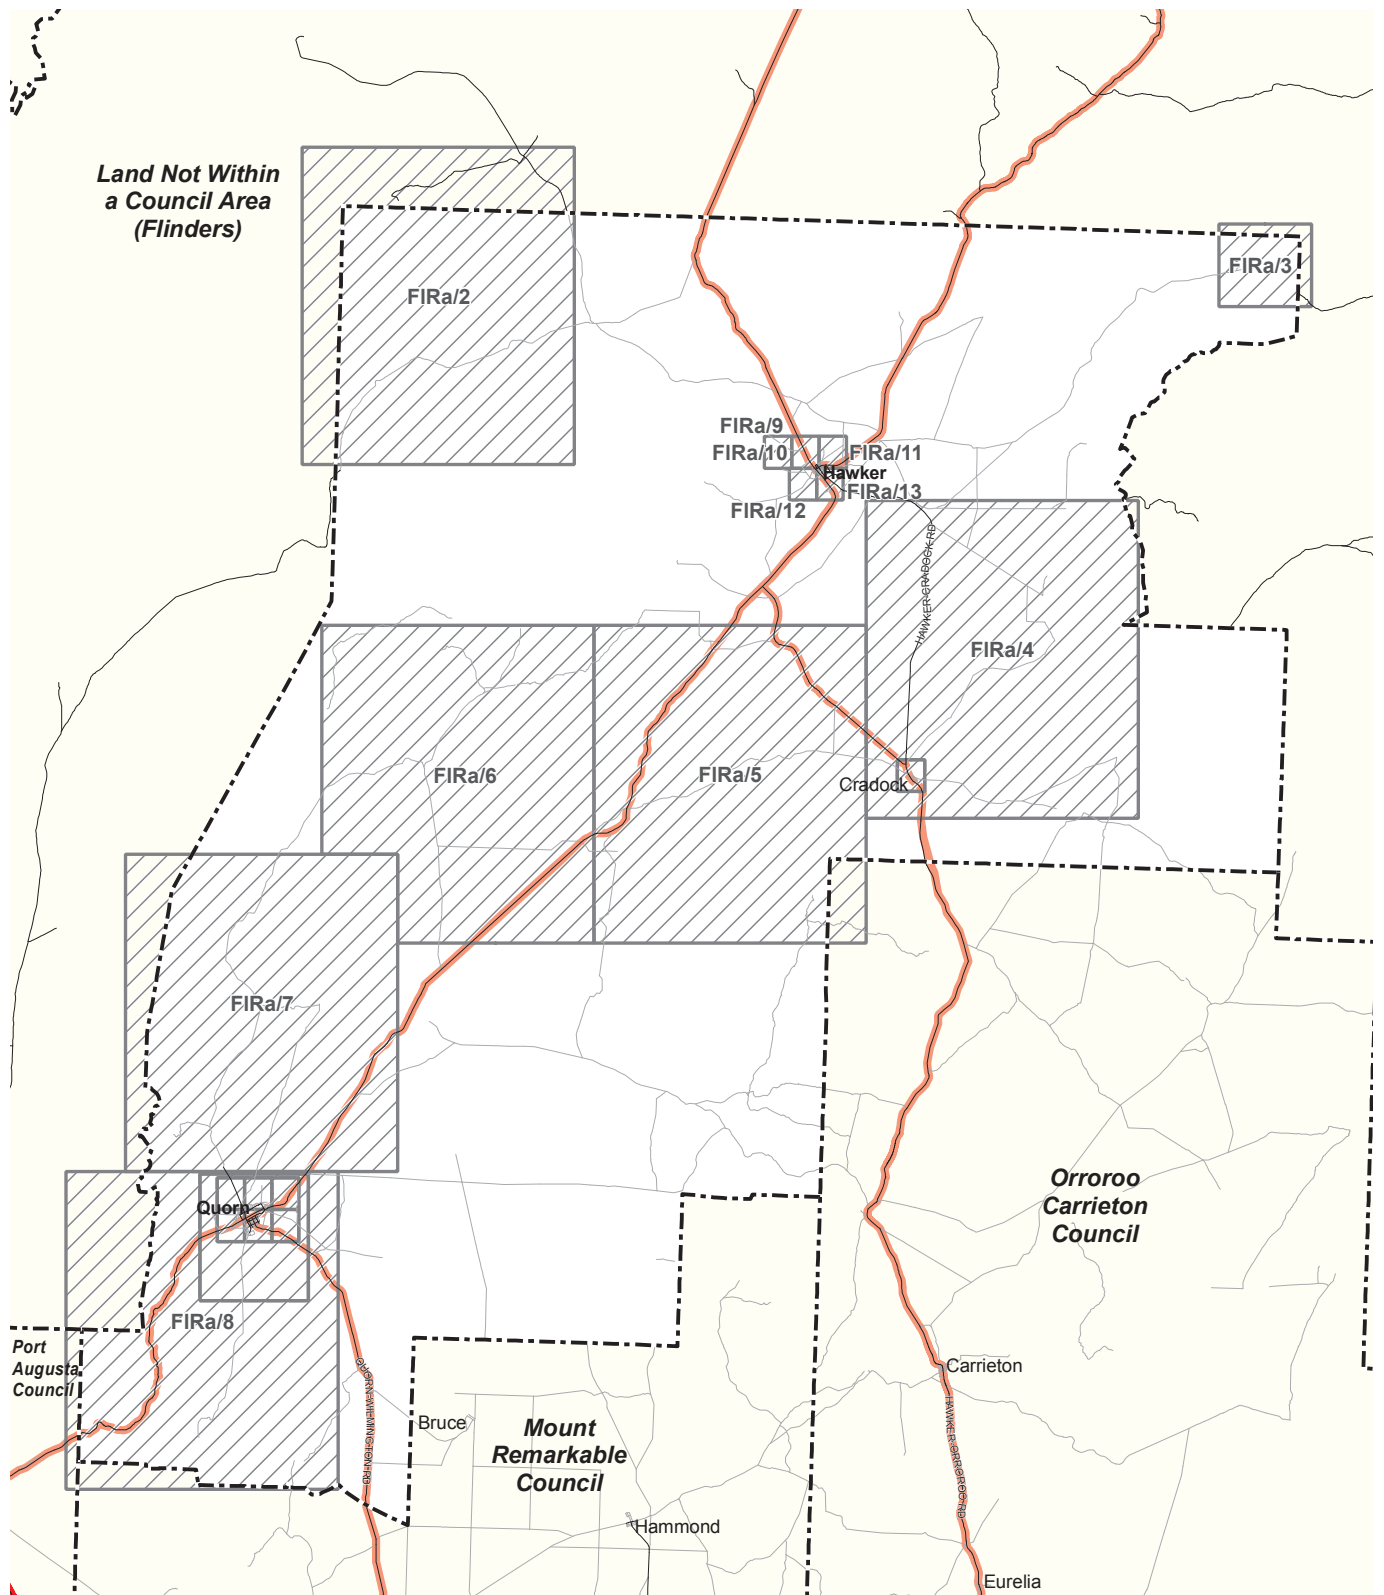 Land Not Within
a Council Area
(Flinders)
FlRa/2
FlRa/3
FlRa/9
FlRa/10
FlRa/11
Hawker
FlRa/13
FlRa/12
HAWKER-CRADOCK-RD
FlRa/4
FlRa/6
FlRa/5
Cradock
FlRa/7
Quorn
FlRa/8
Port
Augusta
Council
QUORN-WILMINGTON-RD
Bruce
Mount
Remarkable
Council
Hammond
Orroroo
Carrieton
Council
Carrieton
HAWKER-ORROROO-RD
Eurelia